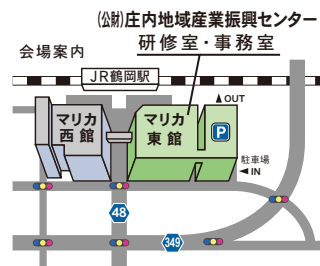 (公財)庄内地域産業振興センター
研修室・事務室
会場案内
JR鶴岡駅
マリカ
西館
マリカ
東館
P
▲OUT
駐車場
◀IN
48
349